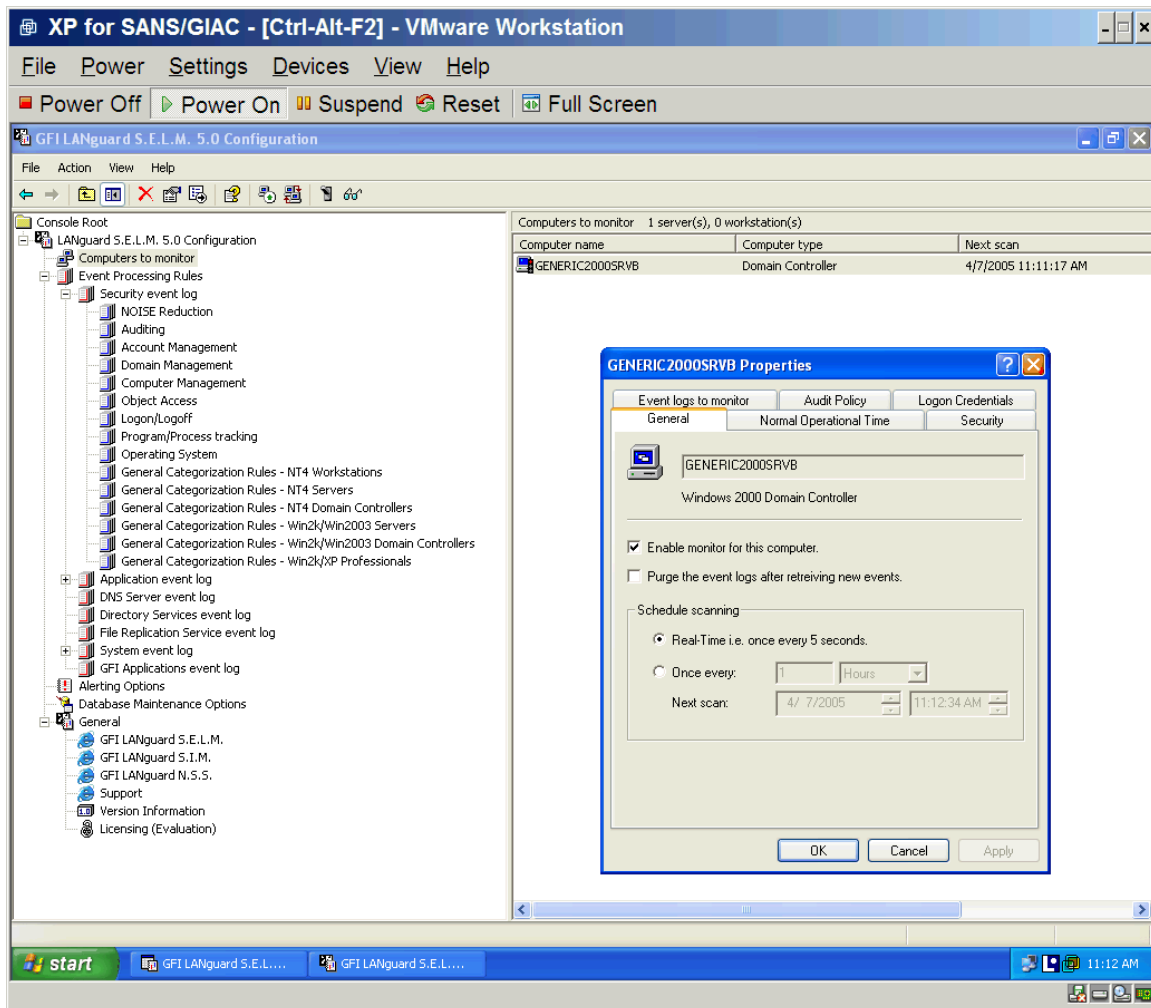 XP for SANS/GIAC - [Ctrl-Alt-F2] - VMware Workstation
File Power Settings Devices View Help
Power Off Power On Suspend Reset Full Screen
GFI LANguard S.E.L.M. 5.0 Configuration
File Action View Help
Console Root
LANguard S.E.L.M. 5.0 Configuration
Computers to monitor
Event Processing Rules
Security event log
NOISE Reduction
Auditing
Account Management
Domain Management
Computer Management
Object Access
Logon/Logoff
Program/Process tracking
Operating System
General Categorization Rules - NT4 Workstations
General Categorization Rules - NT4 Servers
General Categorization Rules - NT4 Domain Controllers
General Categorization Rules - Win2k/Win2003 Servers
General Categorization Rules - Win2k/Win2003 Domain Controllers
General Categorization Rules - Win2k/XP Professionals
Application event log
DNS Server event log
Directory Services event log
File Replication Service event log
System event log
GFI Applications event log
Alerting Options
Database Maintenance Options
General
GFI LANguard S.E.L.M.
GFI LANguard S.I.M.
GFI LANguard N.S.S.
Support
Version Information
Licensing (Evaluation)
Computers to monitor 1 server(s), 0 workstation(s)
Computer name Computer type Next scan
GENERIC2000SRVB Domain Controller 4/7/2005 11:11:17 AM
GENERIC2000SRVB Properties
Event logs to monitor Audit Policy Logon Credentials
General Normal Operational Time Security
GENERIC2000SRVB
Windows 2000 Domain Controller
Enable monitor for this computer.
Purge the event logs after retreiving new events.
Schedule scanning
Real-Time i.e. once every 5 seconds.
Once every: 1 Hours
Next scan: 4/ 7/2005 11:12:34 AM
OK Cancel Apply
start GFI LANguard S.E.L.... GFI LANguard S.E.L.... 11:12 AM